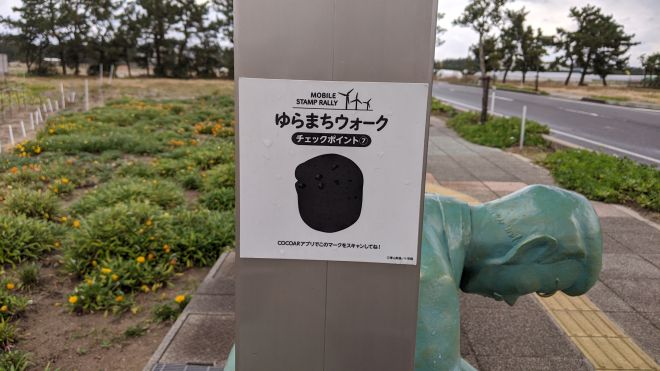 MOBILE
STAMP RALLY
ゆらまちウォーク
チェックポイント⑦
COCOARアプリでこのマークをスキャンしてね!